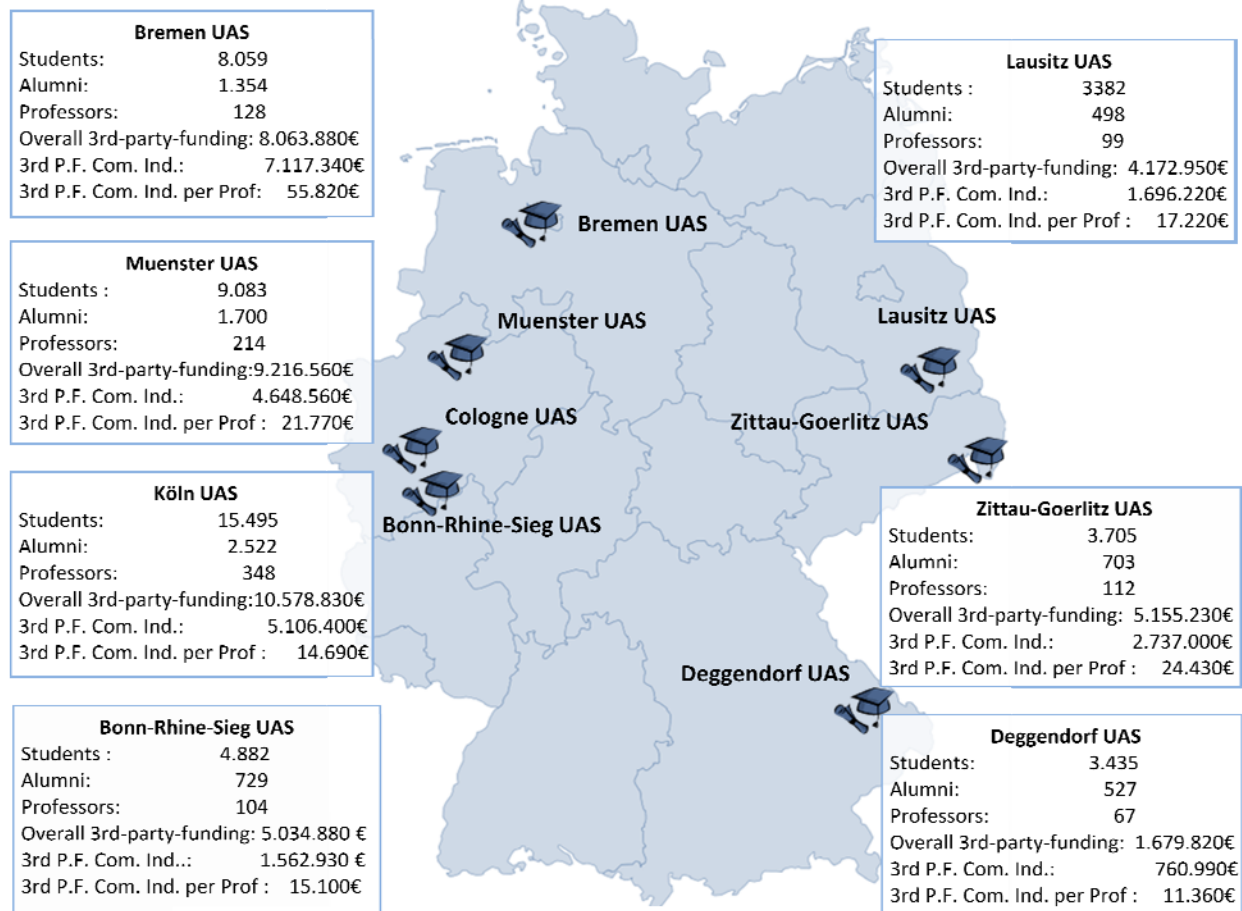 Bremen UAS
Students: 8.059
Alumni: 1.354
Professors: 128
Overall 3rd-party-funding: 8.063.880€
3rd P.F. Com. Ind.: 7.117.340€
3rd P.F. Com. Ind. per Prof: 55.820€
Muenster UAS
Students : 9.083
Alumni: 1.700
Professors: 214
Overall 3rd-party-funding:9.216.560€
3rd P.F. Com. Ind.: 4.648.560€
3rd P.F. Com. Ind. per Prof : 21.770€
Köln UAS
Students: 15.495
Alumni: 2.522
Professors: 348
Overall 3rd-party-funding:10.578.830€
3rd P.F. Com. Ind.: 5.106.400€
3rd P.F. Com. Ind. per Prof : 14.690€
Bonn-Rhine-Sieg UAS
Students : 4.882
Alumni: 729
Professors: 104
Overall 3rd-party-funding: 5.034.880 €
3rd P.F. Com. Ind..: 1.562.930 €
3rd P.F. Com. Ind. per Prof : 15.100€
Bremen UAS
Muenster UAS
Cologne UAS
Bonn-Rhine-Sieg UAS
Lausitz UAS
Zittau-Goerlitz UAS
Deggendorf UAS
Lausitz UAS
Students : 3382
Alumni: 498
Professors: 99
Overall 3rd-party-funding: 4.172.950€
3rd P.F. Com. Ind.: 1.696.220€
3rd P.F. Com. Ind. per Prof : 17.220€
Zittau-Goerlitz UAS
Students: 3.705
Alumni: 703
Professors: 112
Overall 3rd-party-funding: 5.155.230€
3rd P.F. Com. Ind.: 2.737.000€
3rd P.F. Com. Ind. per Prof : 24.430€
Deggendorf UAS
Students: 3.435
Alumni: 527
Professors: 67
Overall 3rd-party-funding: 1.679.820€
3rd P.F. Com. Ind.: 760.990€
3rd P.F. Com. Ind. per Prof : 11.360€